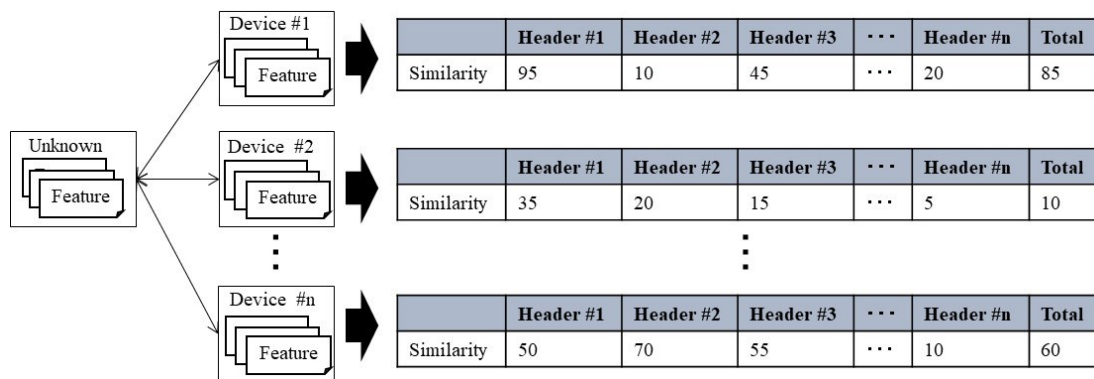 Device #1
Feature
Header #1 Header #2 Header #3 ··· Header #n Total
Similarity 95 10 45 ··· 20 85
Unknown
Feature
Device #2
Feature
Header #1 Header #2 Header #3 ··· Header #n Total
Similarity 35 20 15 ··· 5 10
Device #n
Feature
Header #1 Header #2 Header #3 ··· Header #n Total
Similarity 50 70 55 ··· 10 60